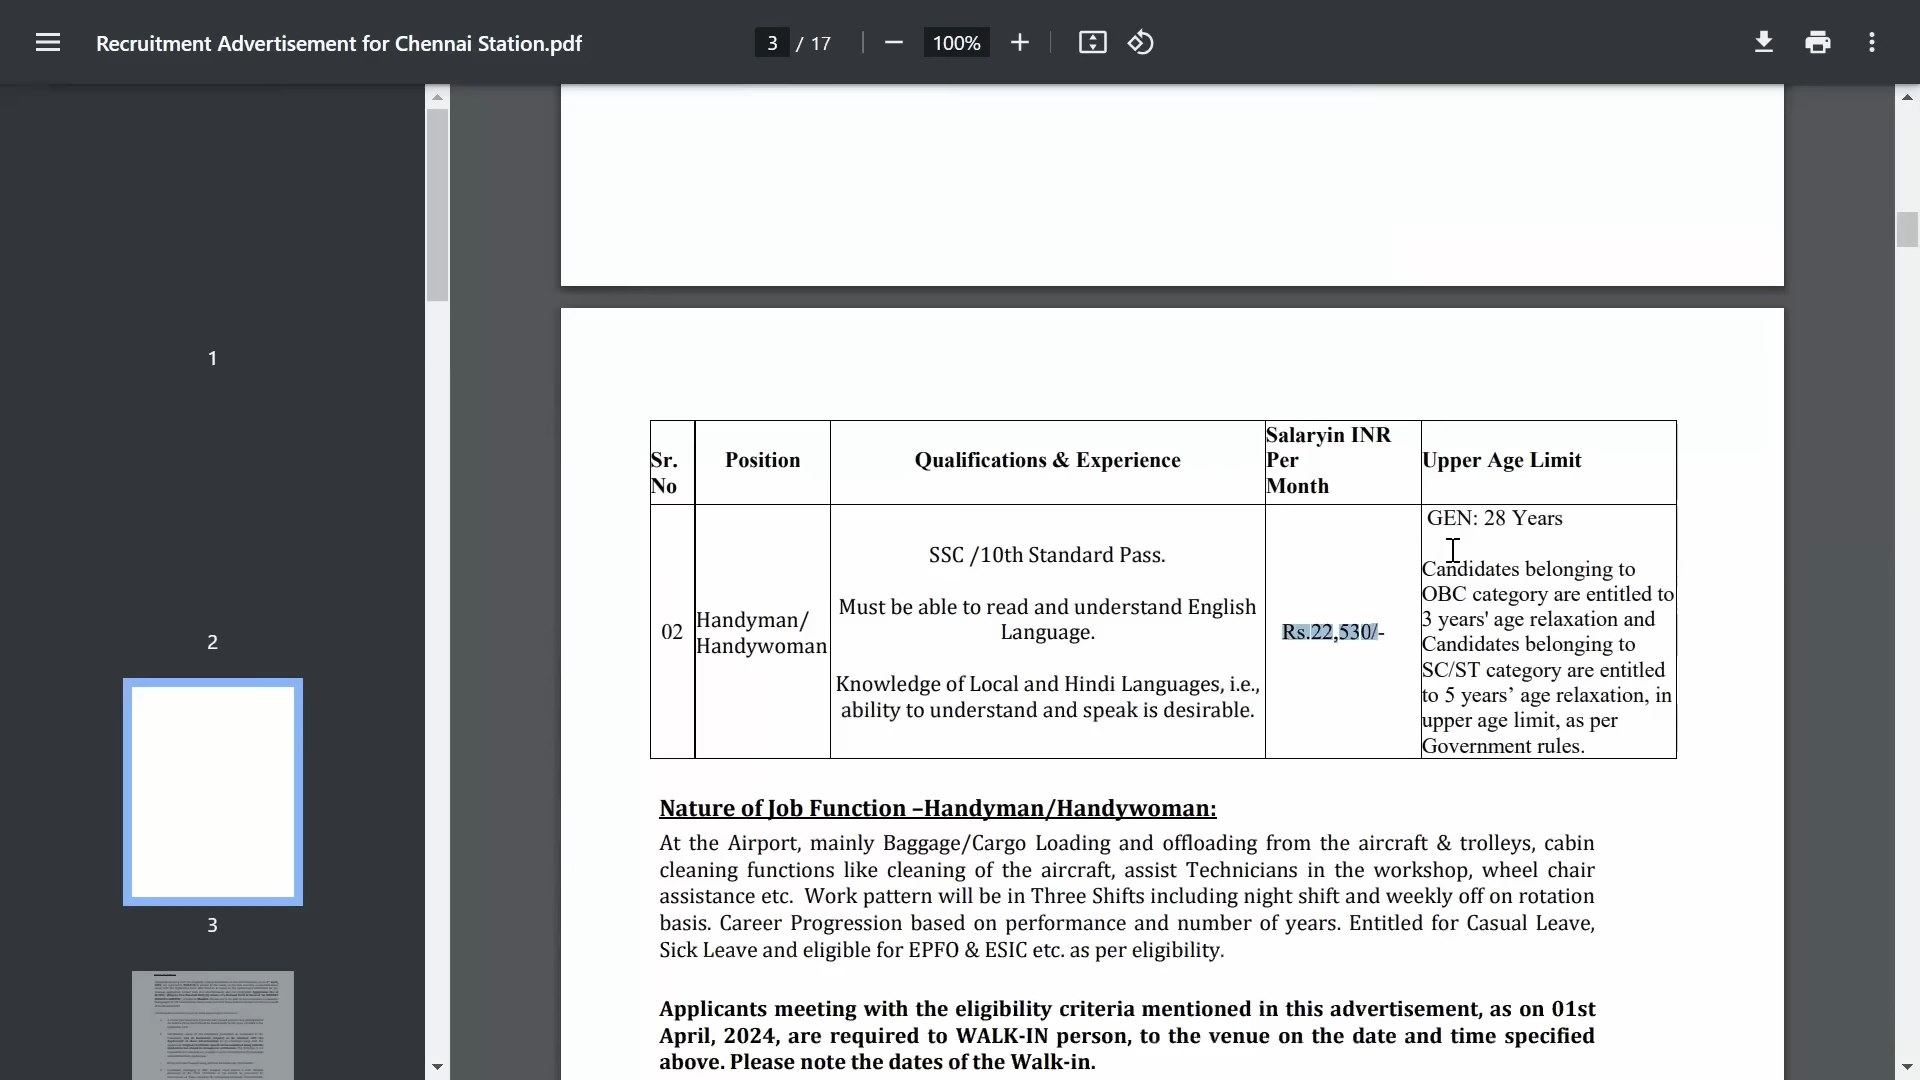 Recruitment Advertisement for Chennai Station.pdf
3 / 17
100%
1
2
3
Sr. No
Position
Qualifications & Experience
Salaryin INR
Per
Month
Upper Age Limit
02
Handyman/
Handywoman
SSC /10th Standard Pass.
Must be able to read and understand English
Language.
Knowledge of Local and Hindi Languages, i.e.,
ability to understand and speak is desirable.
Rs.22,530/-
GEN: 28 Years
Candidates belonging to
OBC category are entitled to
3 years' age relaxation and
Candidates belonging to
SC/ST category are entitled
to 5 years’ age relaxation, in
upper age limit, as per
Government rules.
Nature of Job Function –Handyman/Handywoman:
At the Airport, mainly Baggage/Cargo Loading and offloading from the aircraft & trolleys, cabin
cleaning functions like cleaning of the aircraft, assist Technicians in the workshop, wheel chair
assistance etc. Work pattern will be in Three Shifts including night shift and weekly off on rotation
basis. Career Progression based on performance and number of years. Entitled for Casual Leave,
Sick Leave and eligible for EPFO & ESIC etc. as per eligibility.
Applicants meeting with the eligibility criteria mentioned in this advertisement, as on 01st
April, 2024, are required to WALK-IN person, to the venue on the date and time specified
above. Please note the dates of the Walk-in.